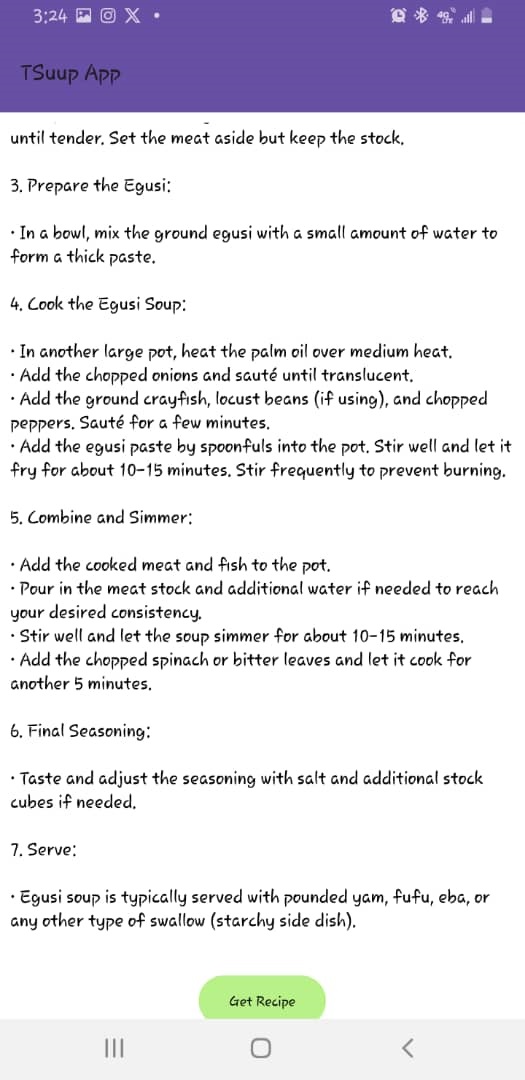 3:24
TSuup App
until tender. Set the meat aside but keep the stock.
3. Prepare the Egusi:
· In a bowl, mix the ground egusi with a small amount of water to
form a thick paste.
4. Cook the Egusi Soup:
· In another large pot, heat the palm oil over medium heat.
· Add the chopped onions and sauté until translucent.
· Add the ground crayfish, locust beans (if using), and chopped
peppers. Sauté for a few minutes.
· Add the egusi paste by spoonfuls into the pot. Stir well and let it
fry for about 10-15 minutes. Stir frequently to prevent burning.
5. Combine and Simmer:
· Add the cooked meat and fish to the pot.
· Pour in the meat stock and additional water if needed to reach
your desired consistency.
· Stir well and let the soup simmer for about 10-15 minutes.
· Add the chopped spinach or bitter leaves and let it cook for
another 5 minutes.
6. Final Seasoning:
· Taste and adjust the seasoning with salt and additional stock
cubes if needed.
7. Serve:
· Egusi soup is typically served with pounded yam, fufu, eba, or
any other type of swallow (starchy side dish).
Get Recipe